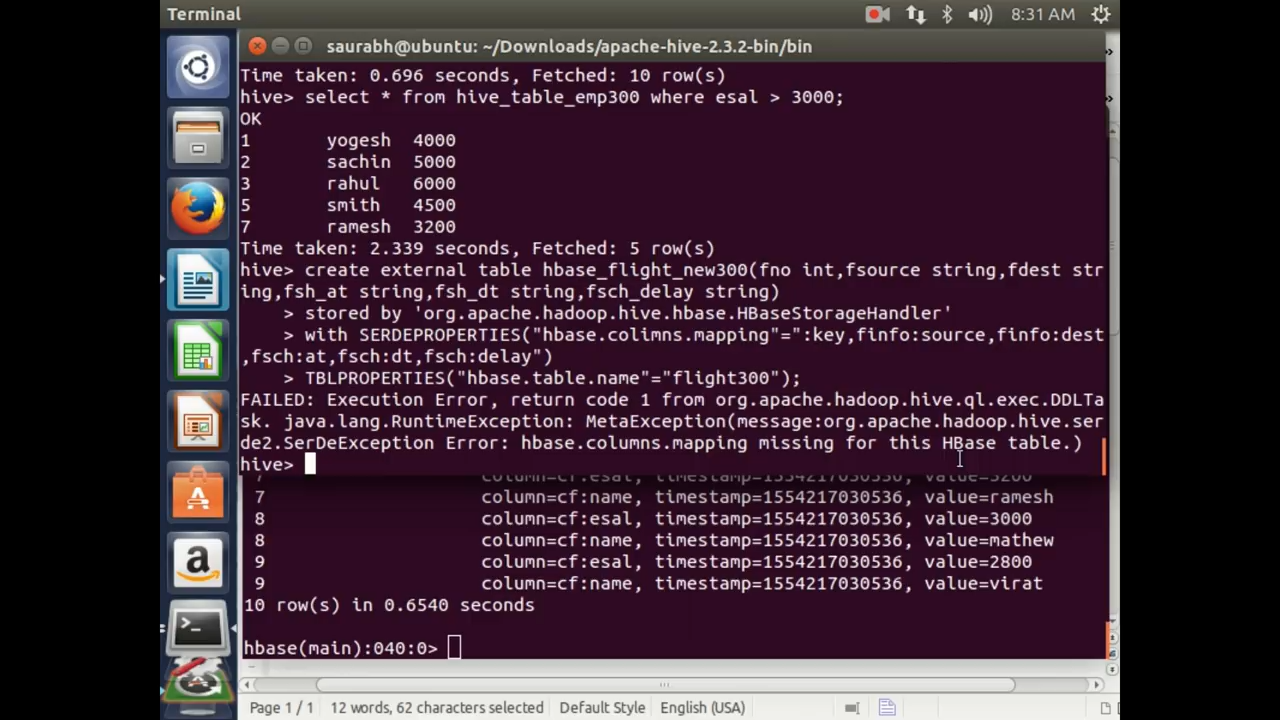 Terminal
8:31 AM
saurabh@ubuntu: ~/Downloads/apache-hive-2.3.2-bin/bin
Time taken: 0.696 seconds, Fetched: 10 row(s)
hive> select * from hive_table_emp300 where esal > 3000;
OK
1 yogesh 4000
2 sachin 5000
3 rahul 6000
5 smith 4500
7 ramesh 3200
Time taken: 2.339 seconds, Fetched: 5 row(s)
hive> create external table hbase_flight_new300(fno int,fsource string,fdest str
ing,fsh_at string,fsh_dt string,fsch_delay string)
> stored by 'org.apache.hadoop.hive.hbase.HBaseStorageHandler'
> with SERDEPROPERTIES("hbase.colimns.mapping"=":key,finfo:source,finfo:dest
,fsch:at,fsch:dt,fsch:delay")
> TBLPROPERTIES("hbase.table.name"="flight300");
FAILED: Execution Error, return code 1 from org.apache.hadoop.hive.ql.exec.DDLTa
sk. java.lang.RuntimeException: MetaException(message:org.apache.hadoop.hive.ser
de2.SerDeException Error: hbase.columns.mapping missing for this HBase table.)
hive>
7 column=cf:esal, timestamp=1554217030536, value=3200
7 column=cf:name, timestamp=1554217030536, value=ramesh
8 column=cf:esal, timestamp=1554217030536, value=3000
8 column=cf:name, timestamp=1554217030536, value=mathew
9 column=cf:esal, timestamp=1554217030536, value=2800
9 column=cf:name, timestamp=1554217030536, value=virat
10 row(s) in 0.6540 seconds
hbase(main):040:0>
Page 1 / 1 12 words, 62 characters selected Default Style English (USA)